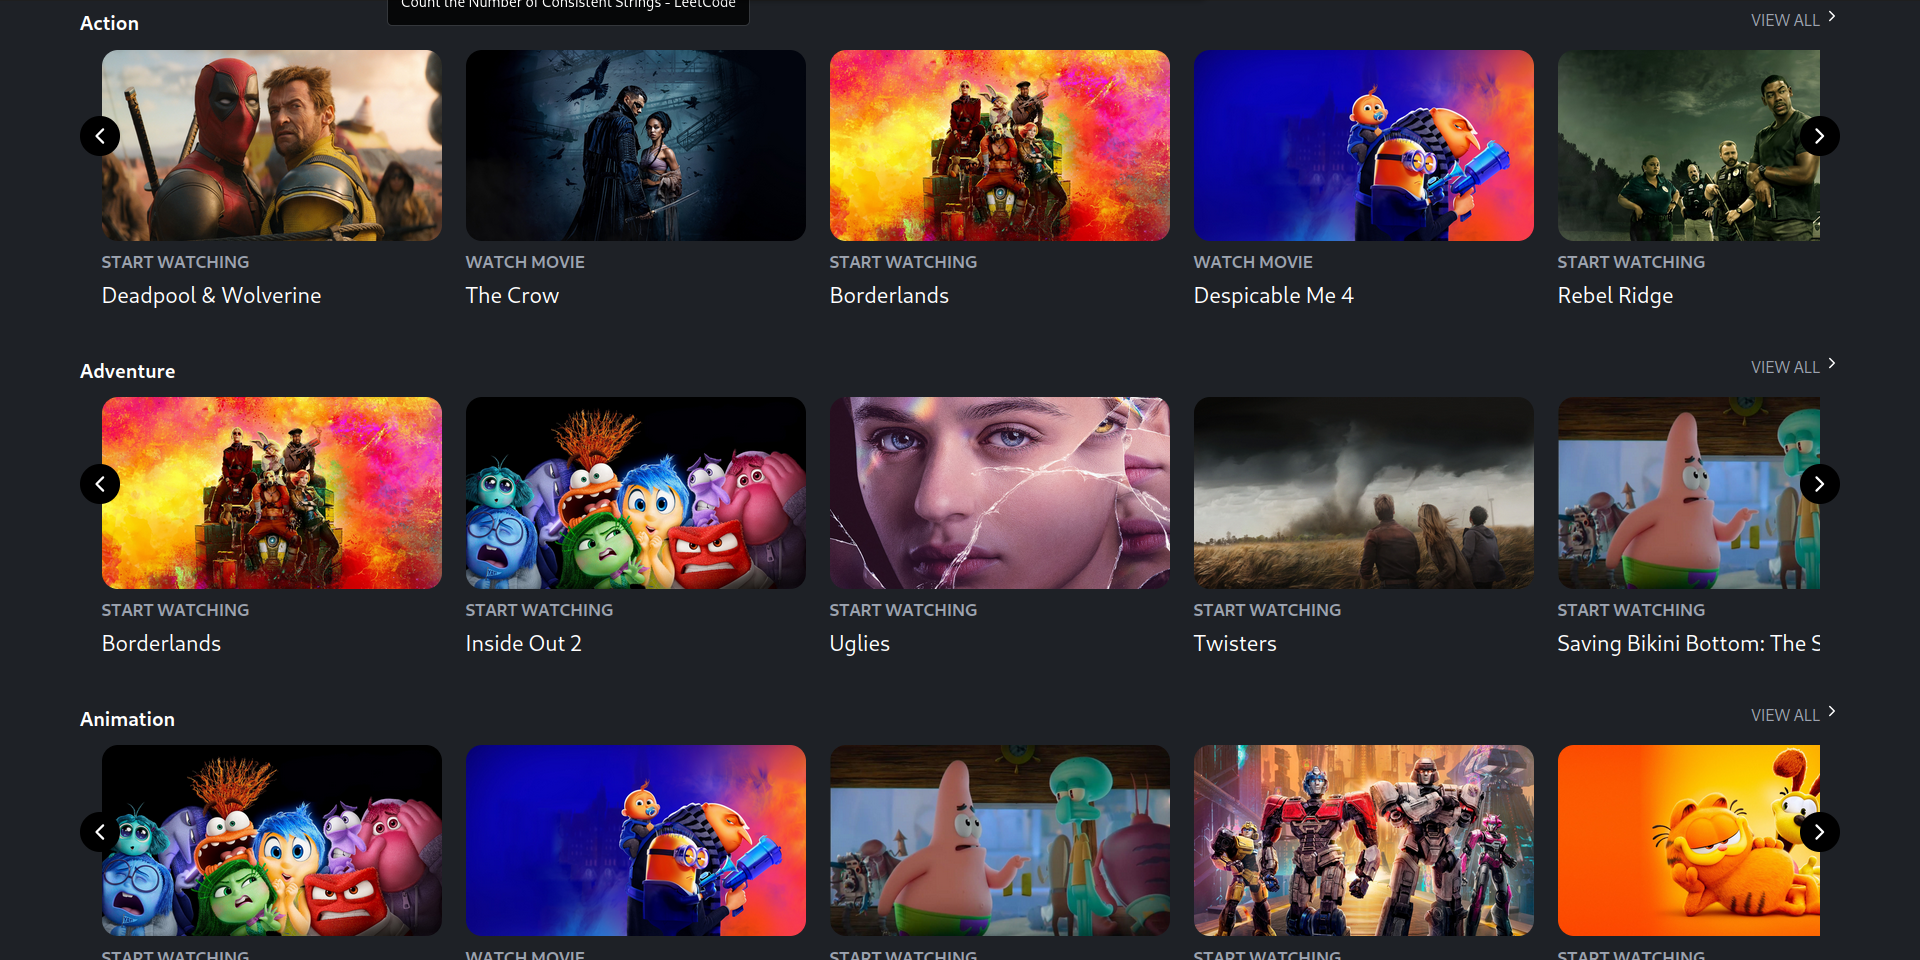 Count the Number of Consistent Strings - LeetCode
Action
VIEW ALL
START WATCHING
Deadpool & Wolverine
WATCH MOVIE
The Crow
START WATCHING
Borderlands
WATCH MOVIE
Despicable Me 4
START WATCHING
Rebel Ridge
Adventure
VIEW ALL
START WATCHING
Borderlands
START WATCHING
Inside Out 2
START WATCHING
Uglies
START WATCHING
Twisters
START WATCHING
Saving Bikini Bottom: The S
Animation
VIEW ALL
START WATCHING
WATCH MOVIE
START WATCHING
START WATCHING
START WATCHING